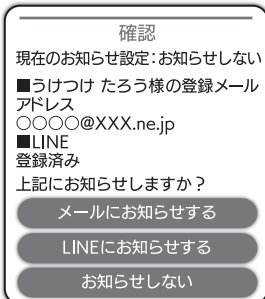 確認
現在のお知らせ設定:お知らせしない
■うけつけ たろう様の登録メール
アドレス
○○○○@XXX.ne.jp
■LINE
登録済み
上記にお知らせしますか?
メールにお知らせする
LINEにお知らせする
お知らせしない